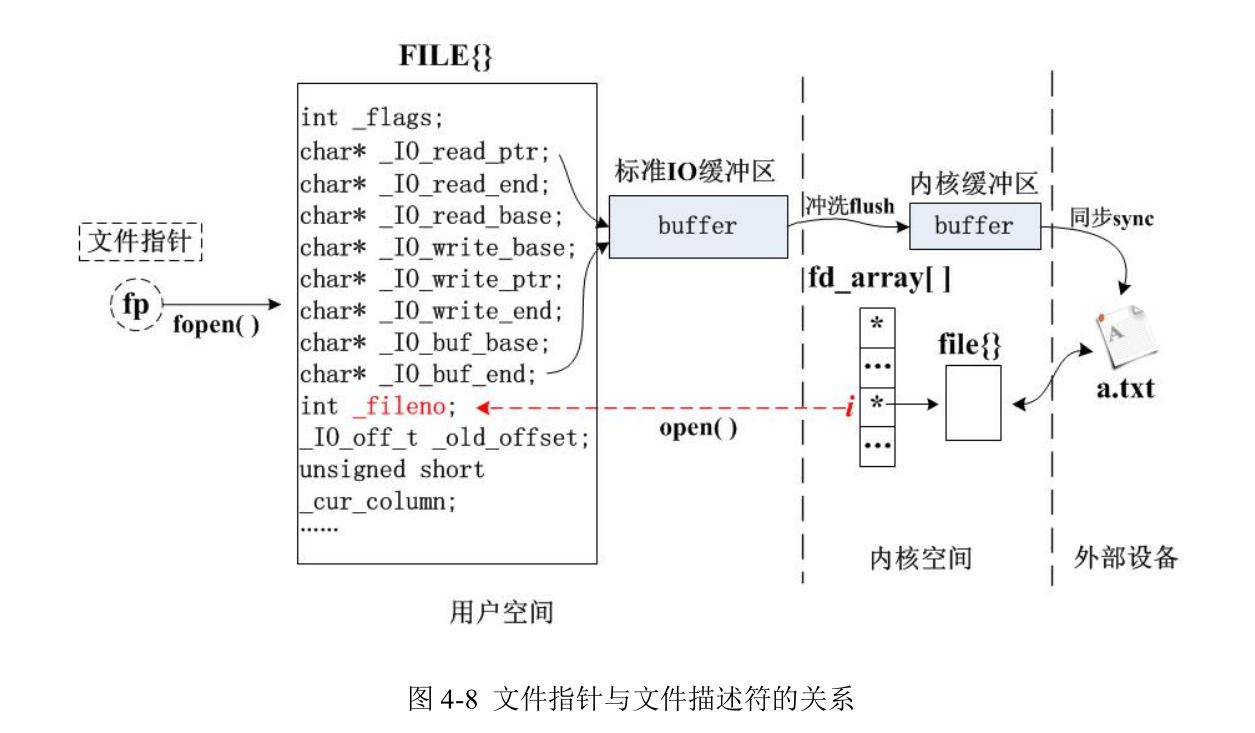 FILE{}
int _flags;
char* _IO_read_ptr;
char* _IO_read_end;
char* _IO_read_base;
char* _IO_write_base;
char* _IO_write_ptr;
char* _IO_write_end;
char* _IO_buf_base;
char* _IO_buf_end;
int _fileno;
_IO_off_t _old_offset;
unsigned short
_cur_column;
……
文件指针
fp
fopen( )
标准IO缓冲区
buffer
冲洗flush
内核缓冲区
buffer
同步sync
fd_array[ ]
*
…
i
*
…
file{}
A
a.txt
open( )
用户空间
内核空间
外部设备
图 4-8 文件指针与文件描述符的关系